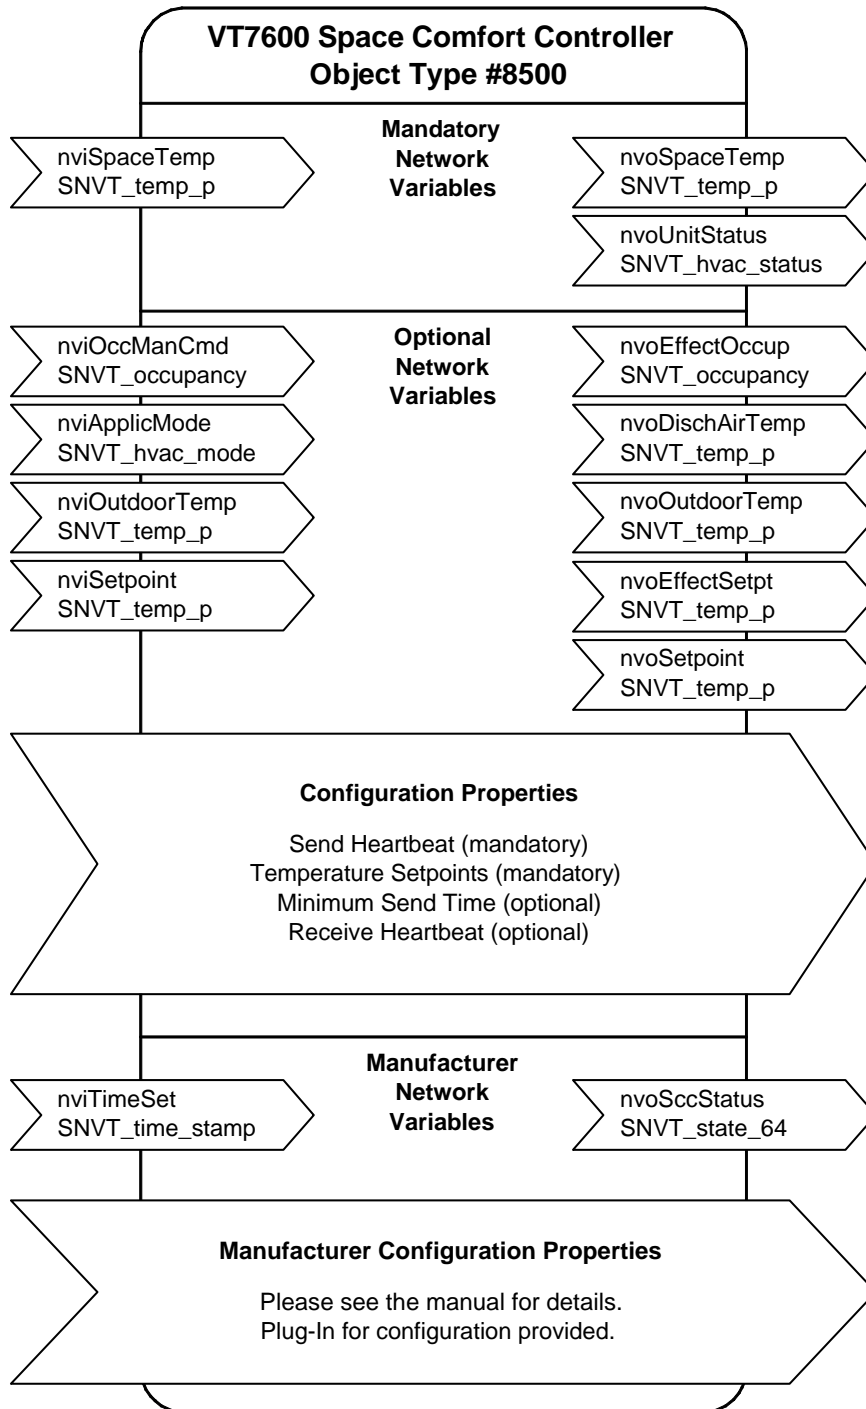 VT7600 Space Comfort Controller
Object Type #8500
Mandatory
Network
Variables
nviSpaceTemp
SNVT_temp_p
nvoSpaceTemp
SNVT_temp_p
nvoUnitStatus
SNVT_hvac_status
Optional
Network
Variables
nviOccManCmd
SNVT_occupancy
nviApplicMode
SNVT_hvac_mode
nviOutdoorTemp
SNVT_temp_p
nviSetpoint
SNVT_temp_p
nvoEffectOccup
SNVT_occupancy
nvoDischAirTemp
SNVT_temp_p
nvoOutdoorTemp
SNVT_temp_p
nvoEffectSetpt
SNVT_temp_p
nvoSetpoint
SNVT_temp_p
Configuration Properties
Send Heartbeat (mandatory)
Temperature Setpoints (mandatory)
Minimum Send Time (optional)
Receive Heartbeat (optional)
Manufacturer
Network
Variables
nviTimeSet
SNVT_time_stamp
nvoSccStatus
SNVT_state_64
Manufacturer Configuration Properties
Please see the manual for details.
Plug-In for configuration provided.